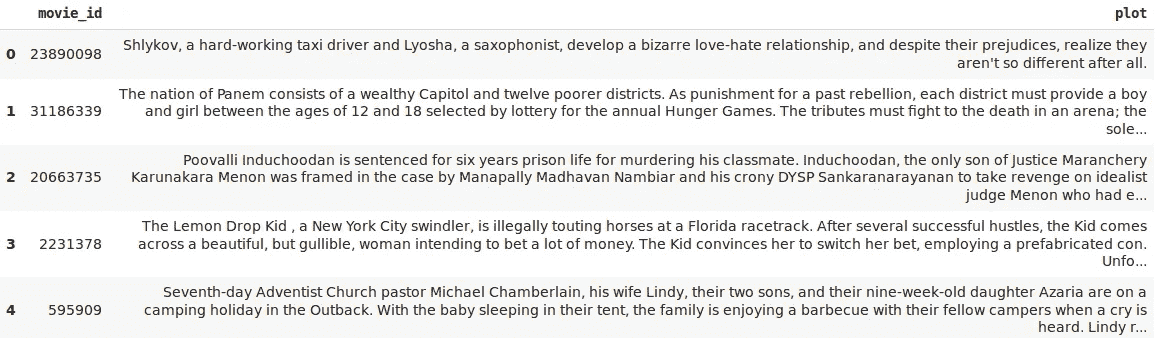 movie_id plot
0 23890098 Shlykov, a hard-working taxi driver and Lyosha, a saxophonist, develop a bizarre love-hate relationship, and despite their prejudices, realize they
aren't so different after all.
1 31186339 The nation of Panem consists of a wealthy Capitol and twelve poorer districts. As punishment for a past rebellion, each district must provide a boy
and girl between the ages of 12 and 18 selected by lottery for the annual Hunger Games. The tributes must fight to the death in an arena; the
sole...
2 20663735 Poovalli Induchoodan is sentenced for six years prison life for murdering his classmate. Induchoodan, the only son of Justice Maranchery
Karunakara Menon was framed in the case by Manapally Madhavan Nambiar and his crony DYSP Sankaranarayanan to take revenge on idealist
judge Menon who had e...
3 2231378 The Lemon Drop Kid , a New York City swindler, is illegally touting horses at a Florida racetrack. After several successful hustles, the Kid comes
across a beautiful, but gullible, woman intending to bet a lot of money. The Kid convinces her to switch her bet, employing a prefabricated con.
Unfo...
4 595909 Seventh-day Adventist Church pastor Michael Chamberlain, his wife Lindy, their two sons, and their nine-week-old daughter Azaria are on a
camping holiday in the Outback. With the baby sleeping in their tent, the family is enjoying a barbecue with their fellow campers when a cry is
heard. Lindy r...